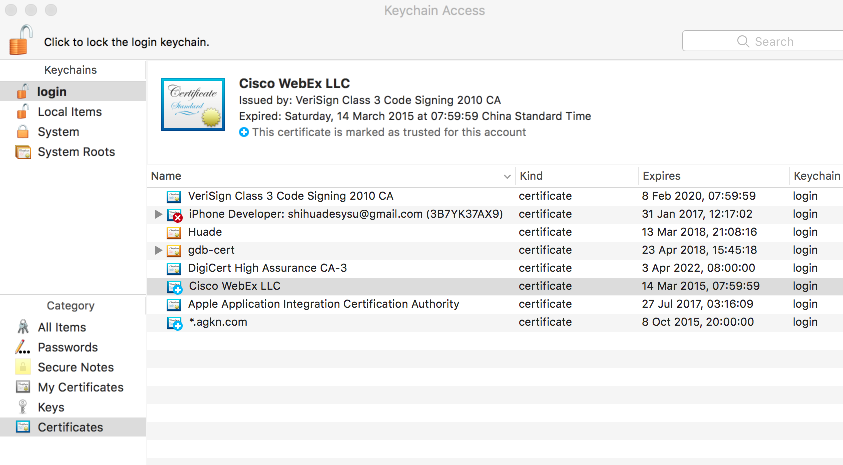 Keychain Access
Click to lock the login keychain.
Search
Keychains
login
Local Items
System
System Roots
Certificate
Standard
Cisco WebEx LLC
Issued by: VeriSign Class 3 Code Signing 2010 CA
Expired: Saturday, 14 March 2015 at 07:59:59 China Standard Time
This certificate is marked as trusted for this account
Name Kind Expires Keychain
VeriSign Class 3 Code Signing 2010 CA certificate 8 Feb 2020, 07:59:59 login
iPhone Developer: shihuadesysu@gmail.com (3B7YK37AX9) certificate 31 Jan 2017, 12:17:02 login
Huade certificate 13 Mar 2018, 21:08:16 login
gdb-cert certificate 23 Apr 2018, 15:45:18 login
DigiCert High Assurance CA-3 certificate 3 Apr 2022, 08:00:00 login
Cisco WebEx LLC certificate 14 Mar 2015, 07:59:59 login
Apple Application Integration Certification Authority certificate 27 Jul 2017, 03:16:09 login
*.agkn.com certificate 8 Oct 2015, 20:00:00 login
Category
All Items
Passwords
Secure Notes
My Certificates
Keys
Certificates